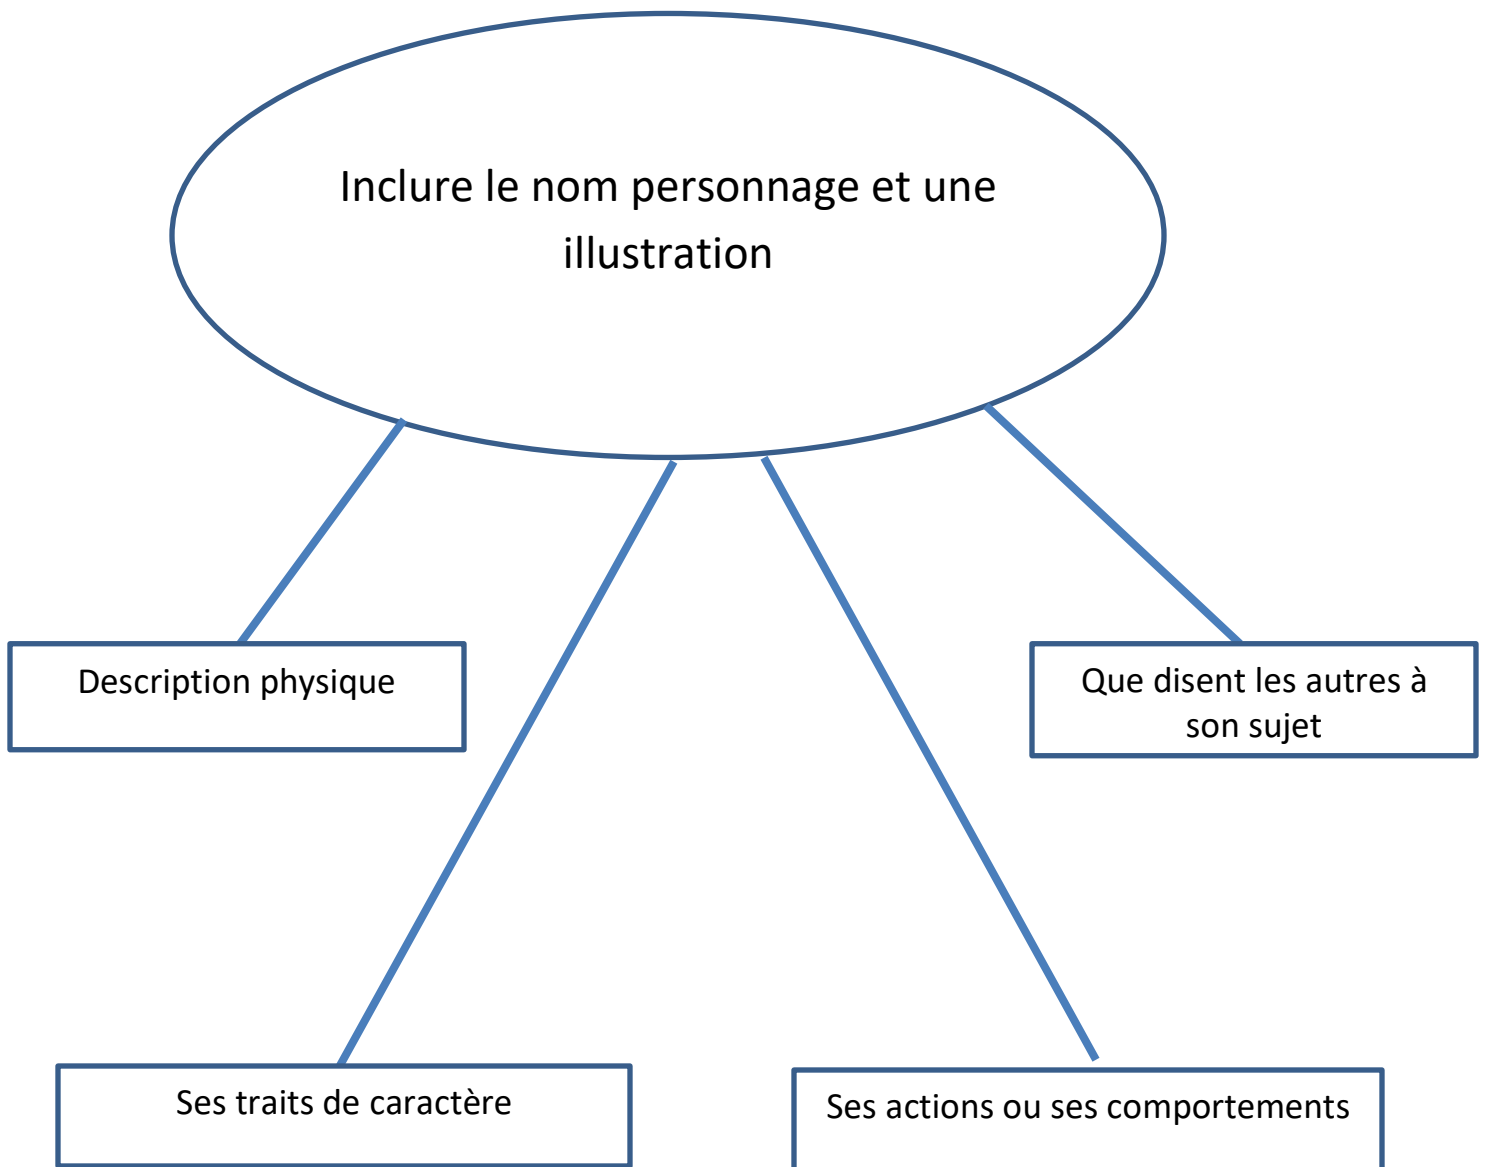 Inclure le nom personnage et une
illustration
Description physique
Que disent les autres à
son sujet
Ses traits de caractère
Ses actions ou ses comportements